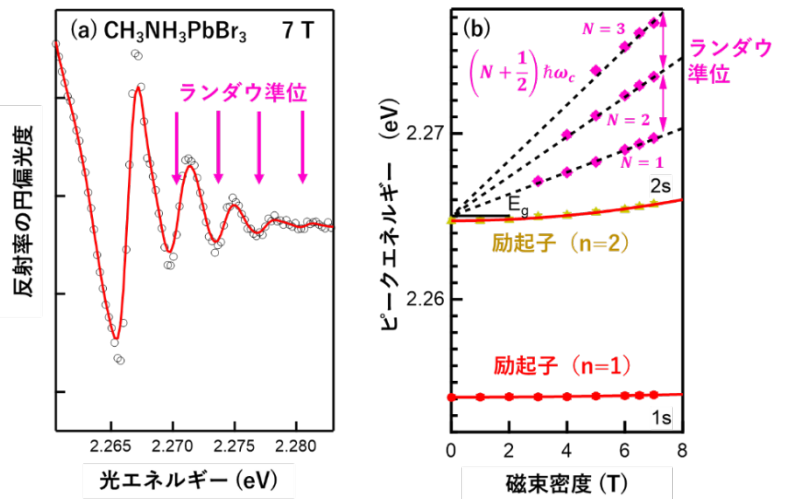 (a) CH₃NH₃PbBr₃ 7 T
ランダウ準位
反射率の円偏光度
2.265 2.270 2.275 2.280
光エネルギー (eV)
(b)
N = 3
(N + 1/2) ħω𝑐
ランダウ
準位
N = 2
N = 1
2.27
2s
E_g
励起子 (n=2)
2.26
励起子 (n=1)
1s
ピークエネルギー (eV)
0 2 4 6 8
磁束密度 (T)